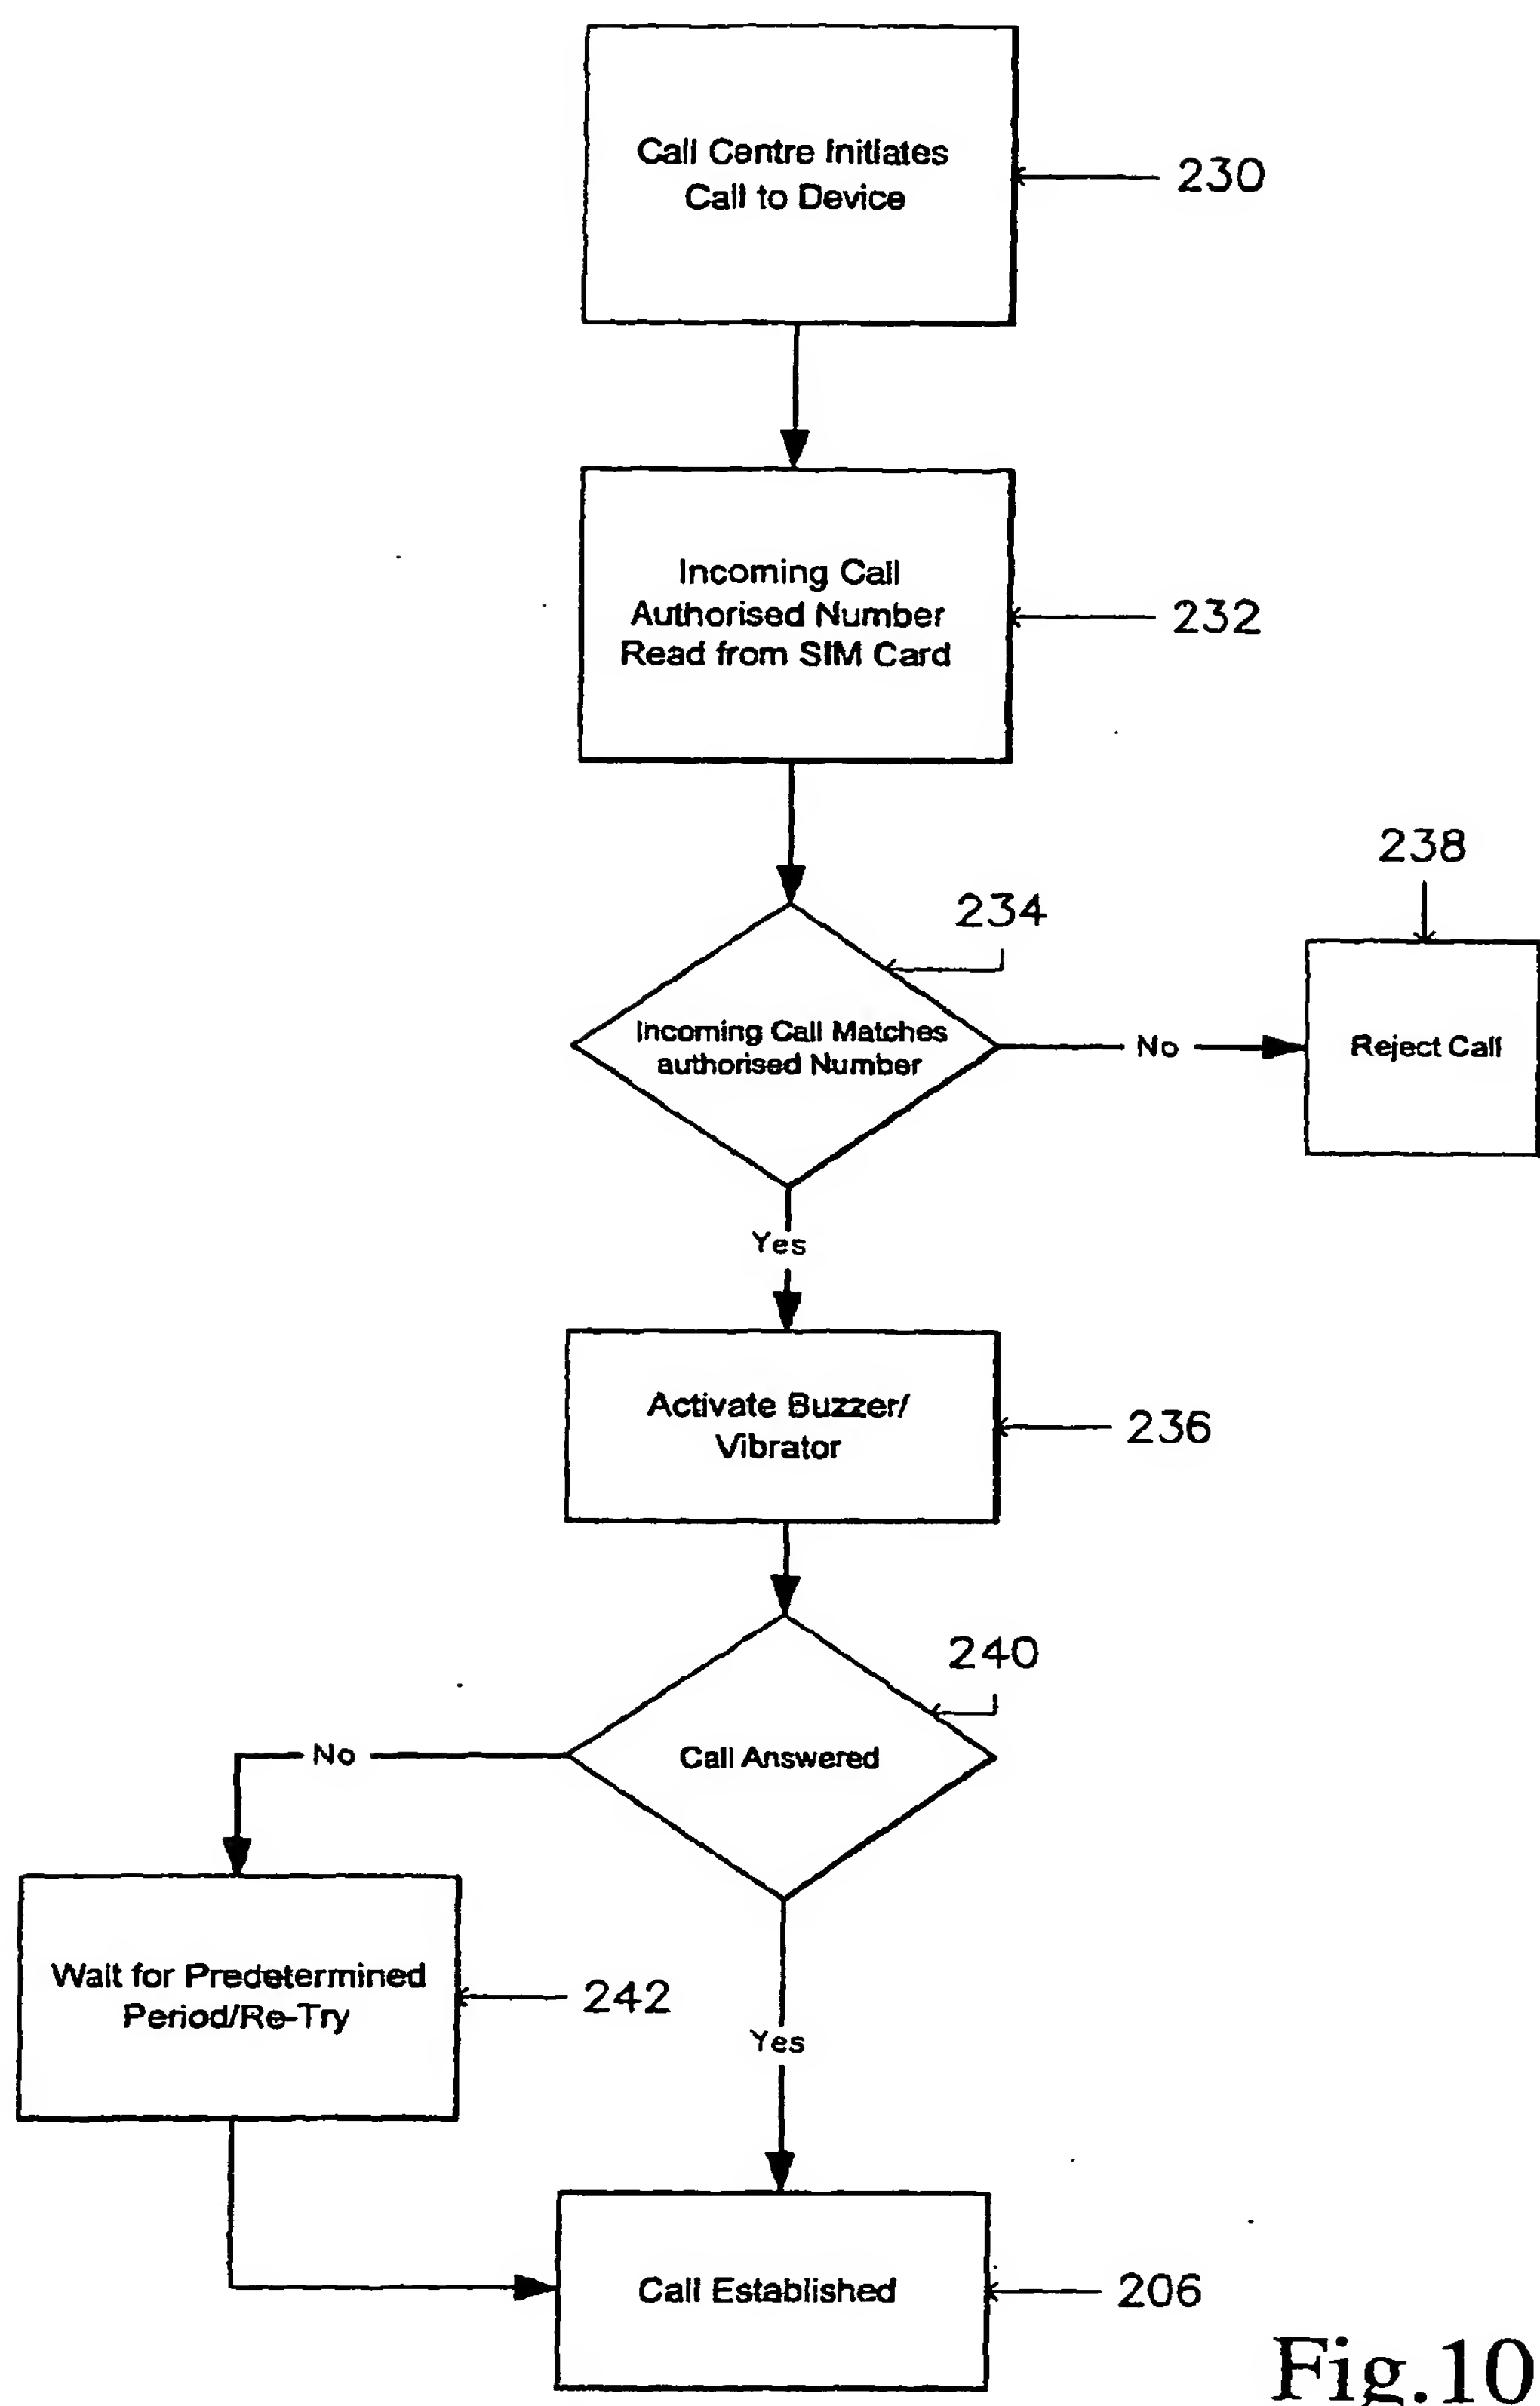 Call Centre Initiates
Call to Device
230
Incoming Call
Authorised Number
Read from SIM Card
232
238
234
Incoming Call Matches
authorised Number
No
Reject Call
Yes
Activate Buzzer/
Vibrator
236
240
No
Call Answered
Wait for Predetermined
Period/Re-Try
242
Yes
Call Established
206
Fig.10